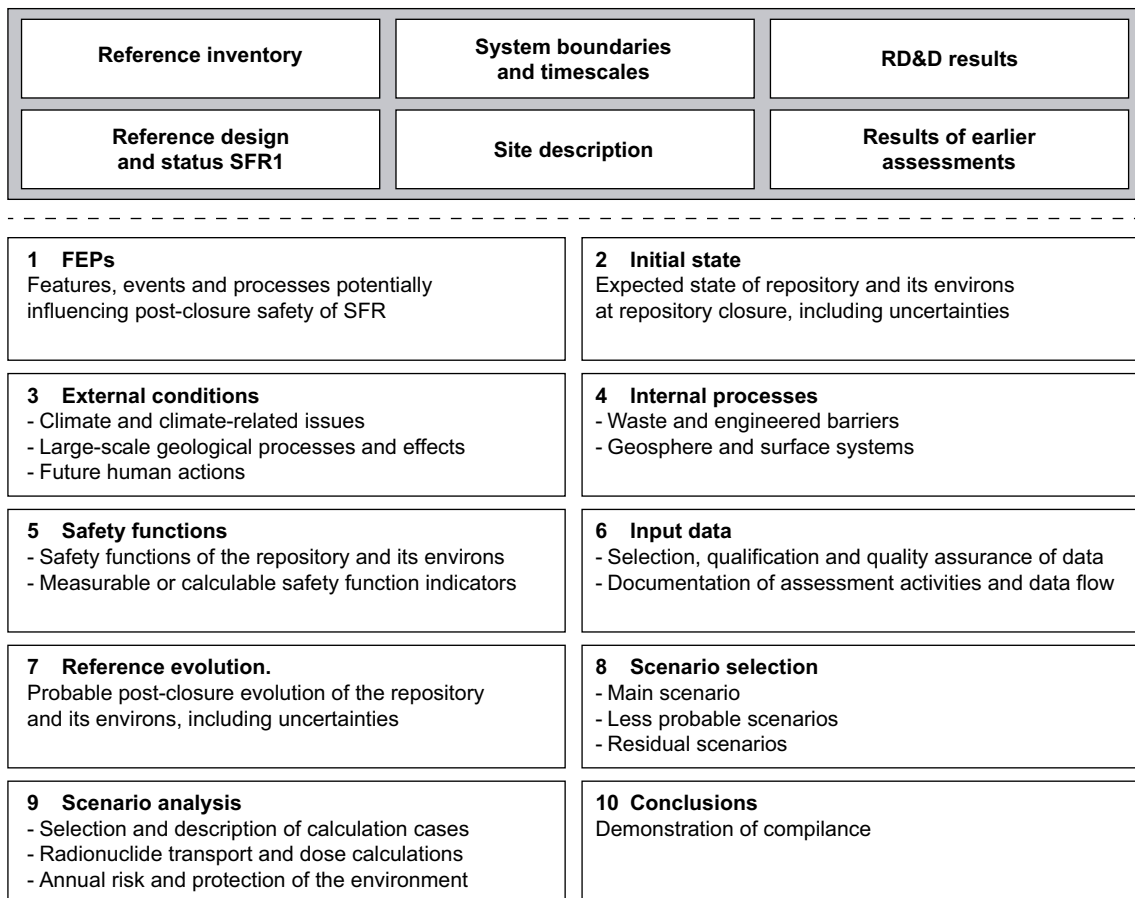 Reference inventory
System boundaries
and timescales
RD&D results
Reference design
and status SFR1
Site description
Results of earlier
assessments
1 FEPs
Features, events and processes potentially
influencing post-closure safety of SFR
2 Initial state
Expected state of repository and its environs
at repository closure, including uncertainties
3 External conditions
- Climate and climate-related issues
- Large-scale geological processes and effects
- Future human actions
4 Internal processes
- Waste and engineered barriers
- Geosphere and surface systems
5 Safety functions
- Safety functions of the repository and its environs
- Measurable or calculable safety function indicators
6 Input data
- Selection, qualification and quality assurance of data
- Documentation of assessment activities and data flow
7 Reference evolution.
Probable post-closure evolution of the repository
and its environs, including uncertainties
8 Scenario selection
- Main scenario
- Less probable scenarios
- Residual scenarios
9 Scenario analysis
- Selection and description of calculation cases
- Radionuclide transport and dose calculations
- Annual risk and protection of the environment
10 Conclusions
Demonstration of compilance